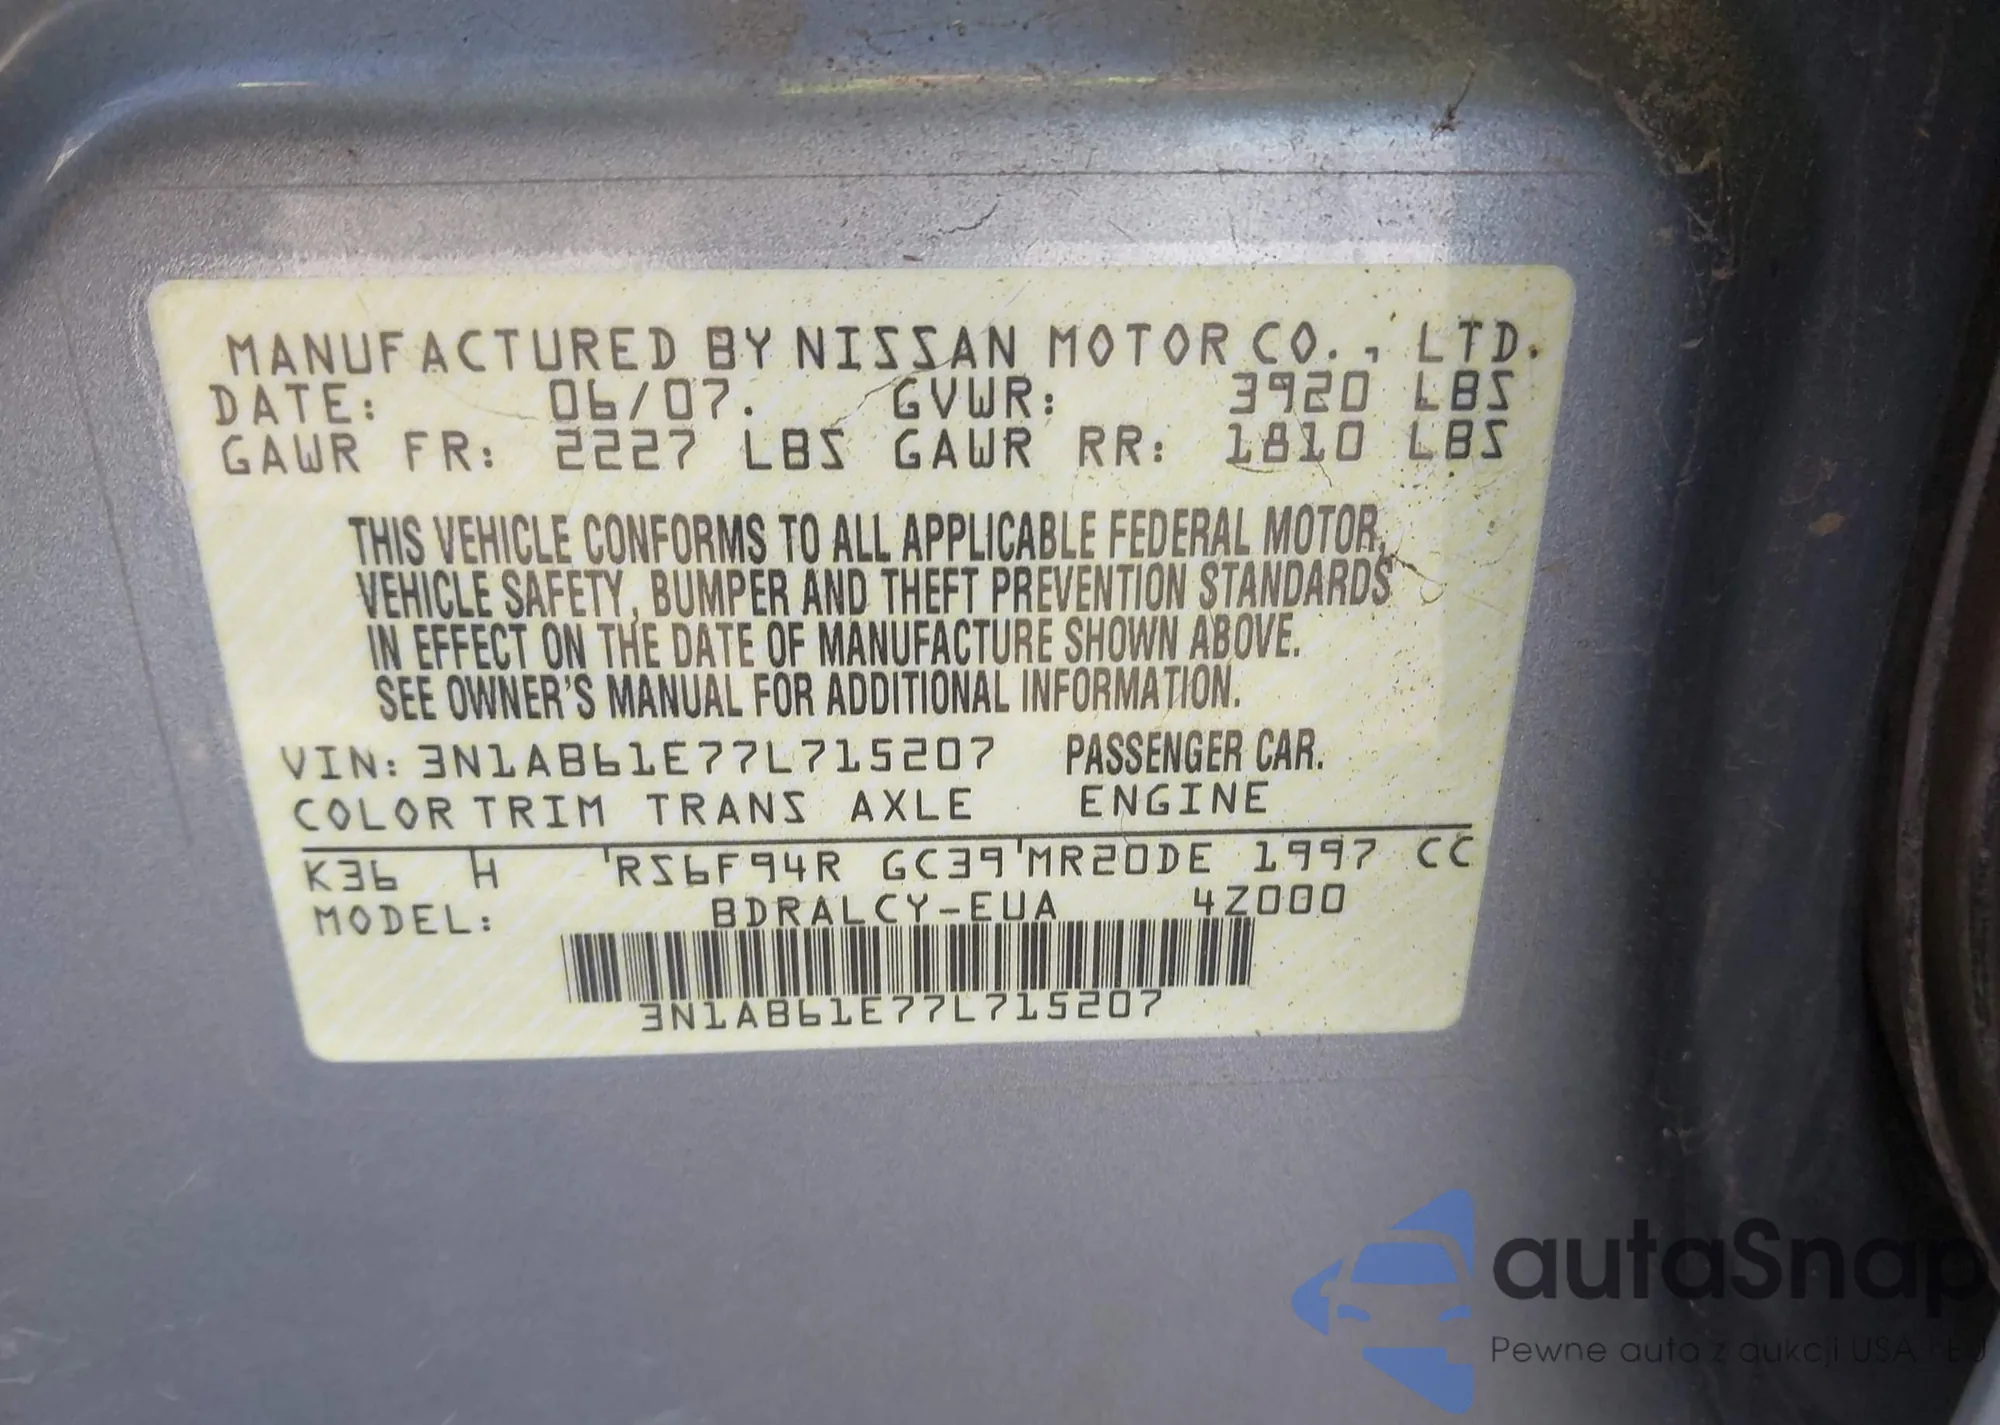 MANUFACTURED BY NISSAN MOTOR CO., LTD.
DATE: 06/07. GVWR: 3920 LBS
GAWR FR: 2227 LBS GAWR RR: 1810 LBS
THIS VEHICLE CONFORMS TO ALL APPLICABLE FEDERAL MOTOR,
VEHICLE SAFETY, BUMPER AND THEFT PREVENTION STANDARDS
IN EFFECT ON THE DATE OF MANUFACTURE SHOWN ABOVE.
SEE OWNER'S MANUAL FOR ADDITIONAL INFORMATION.
VIN: 3N1AB61E77L715207 PASSENGER CAR.
COLOR TRIM TRANS AXLE ENGINE
K36 H 'RS6F94R GC39'MR20DE 1997 CC
MODEL: BDRALCY-EUA 4Z000
3N1AB61E77L715207
autaSnap
Pewne auta z aukcji USA i EU